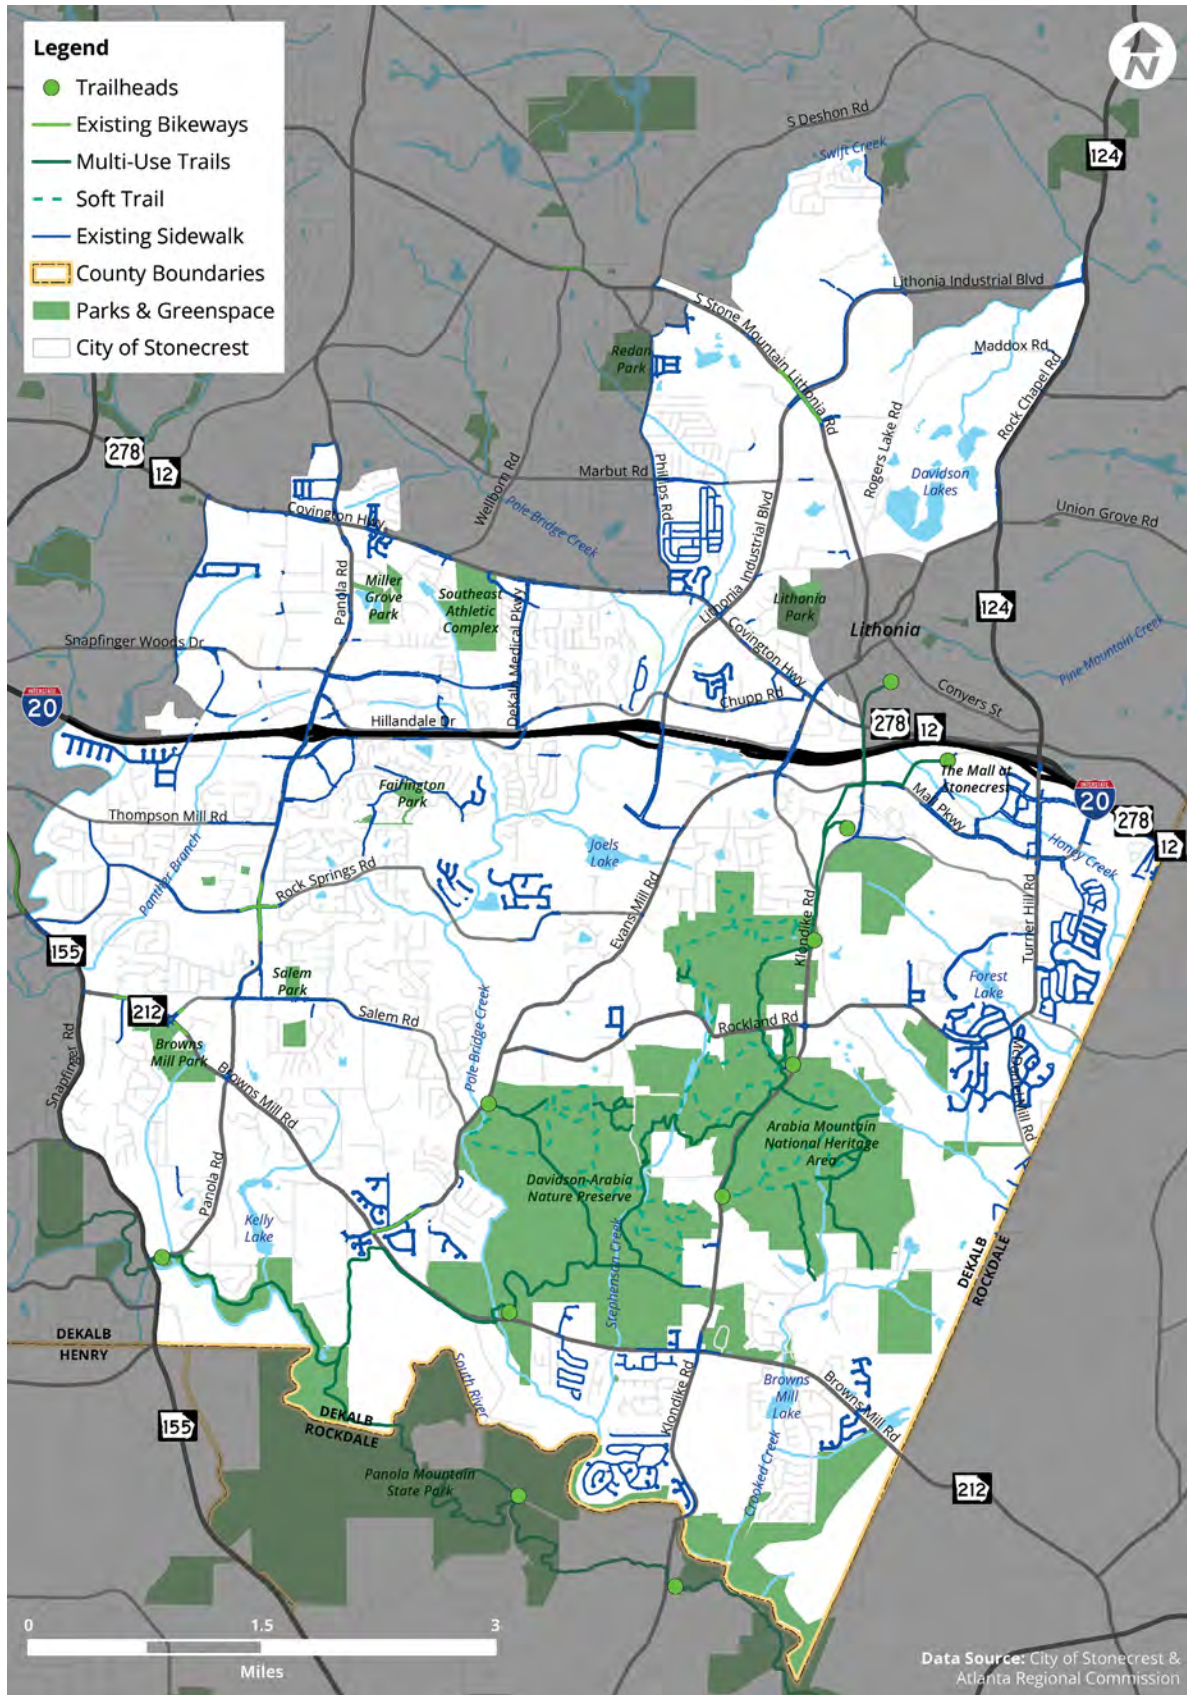 Legend
Trailheads
Existing Bikeways
Multi-Use Trails
Soft Trail
Existing Sidewalk
County Boundaries
Parks & Greenspace
City of Stonecrest
N
S Deshon Rd
Swift Creek
124
Lithonia Industrial Blvd
S Stone Mountain Lithonia Rd
Maddox Rd
Redan
Park
Rock Chapel Rd
Rogers Lake Rd
278
12
Wellborn Rd
Marbut Rd
Phillips Rd
Davidson
Lakes
Covington Hwy
Pole Bridge Creek
Lithonia Industrial Blvd
Union Grove Rd
Panola Rd
Miller
Grove
Park
Southeast
Athletic
Complex
DeKalb Medical Pkwy
Lithonia
Park
124
Lithonia
Snapfinger Woods Dr
Covington Hwy
Pine Mountain Creek
INTERSTATE
20
Hillandale Dr
Chupp Rd
Conyers St
278
12
The Mall at
Stonecrest
Fairington
Park
Mall Pkwy
INTERSTATE
20
278
12
Thompson Mill Rd
Panther Branch
Joels
Lake
Honey Creek
Rock Springs Rd
Evans Mill Rd
Klondike Rd
Turner Hill Rd
155
Salem
Park
Forest
Lake
212
Salem Rd
Pole Bridge Creek
Rockland Rd
Browns
Mill Park
Snapfinger Rd
Browns Mill Rd
McDaniel Mill Rd
Arabia Mountain
National Heritage
Area
Davidson-Arabia
Nature Preserve
Panola Rd
Kelly
Lake
Stephenson Creek
DEKALB
ROCKDALE
DEKALB
HENRY
South River
Klondike Rd
Browns
Mill
Lake
Browns Mill Rd
155
DEKALB
ROCKDALE
Panola Mountain
State Park
Crooked Creek
212
0
1.5
3
Miles
Data Source: City of Stonecrest &
Atlanta Regional Commission